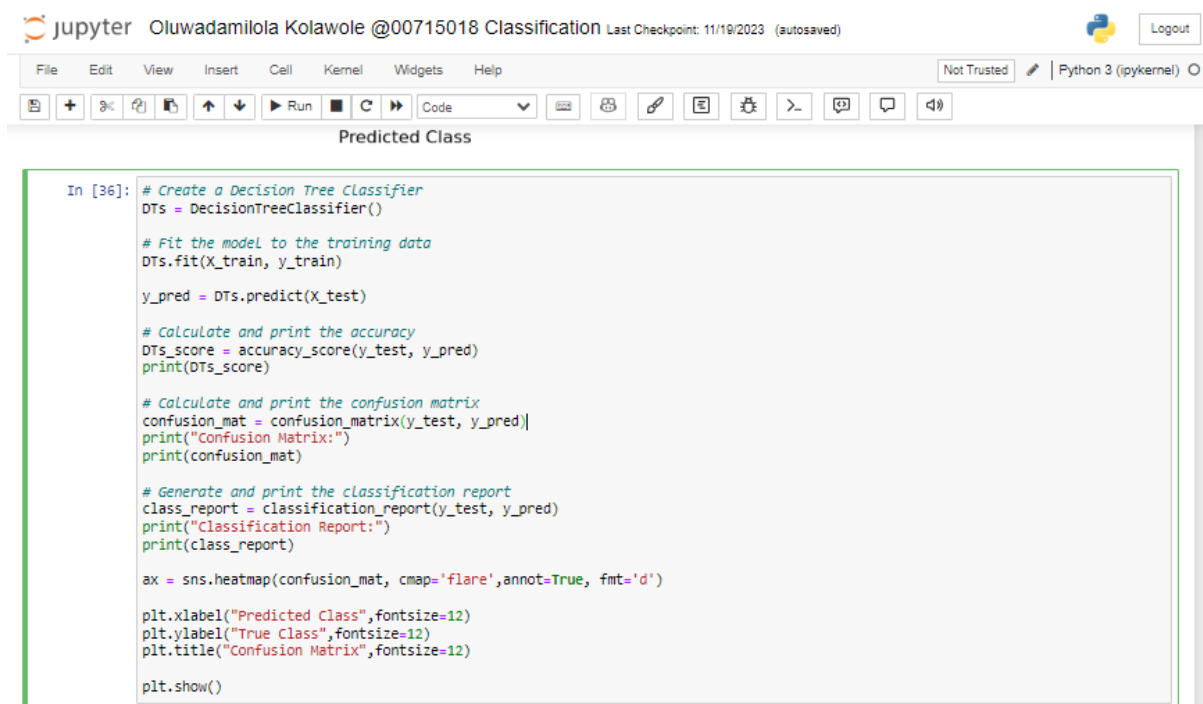 jupyter Oluwadamilola Kolawole @00715018 Classification Last Checkpoint: 11/19/2023 (autosaved)
Logout
File Edit View Insert Cell Kernel Widgets Help
Not Trusted Python 3 (ipykernel)
Run Code
Predicted Class
In [36]: # Create a Decision Tree Classifier
DTs = DecisionTreeClassifier()
# Fit the model to the training data
DTs.fit(X_train, y_train)
y_pred = DTs.predict(X_test)
# Calculate and print the accuracy
DTs_score = accuracy_score(y_test, y_pred)
print(DTs_score)
# Calculate and print the confusion matrix
confusion_mat = confusion_matrix(y_test, y_pred)
print("Confusion Matrix:")
print(confusion_mat)
# Generate and print the classification report
class_report = classification_report(y_test, y_pred)
print("Classification Report:")
print(class_report)
ax = sns.heatmap(confusion_mat, cmap='flare',annot=True, fmt='d')
plt.xlabel("Predicted Class",fontsize=12)
plt.ylabel("True Class",fontsize=12)
plt.title("Confusion Matrix",fontsize=12)
plt.show()